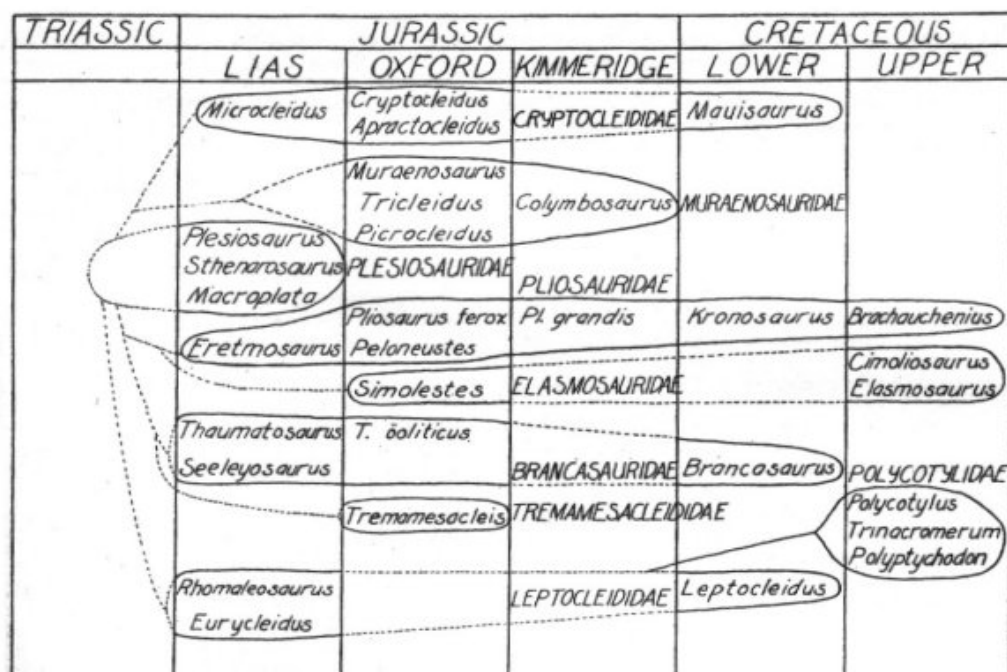 TRIASSIC JURASSIC CRETACEOUS
LIAS OXFORD KIMMERIDGE LOWER UPPER
Microcleidus Cryptocleidus CRYPTOCLEIDIDAE Mauisaurus
Apractocleidus
Muraenosaurus
Tricleidus Colymbosaurus MURAENOSAURIDAE
Picrocleidus
Plesiosaurus
Sthenarosaurus PLESIOSAURIDAE
Macroplata PLIOSAURIDAE
Pliosaurus ferox Pl. grandis Kronosaurus Brachauchenius
Eretmosaurus Peloneustes
Cimoliosaurus
Simolestes ELASMOSAURIDAE Elasmosaurus
Thaumatosaurus T. öoliticus
Seeleyosaurus BRANCASAURIDAE Brancasaurus POLYCOTYLIDAE
Tremamesacleis TREMAMESACLEIDIDAE Polycotylus
Trinacromerum
Polyptychodon
Rhomaleosaurus LEPTOCLEIDIDAE Leptocleidus
Eurycleidus